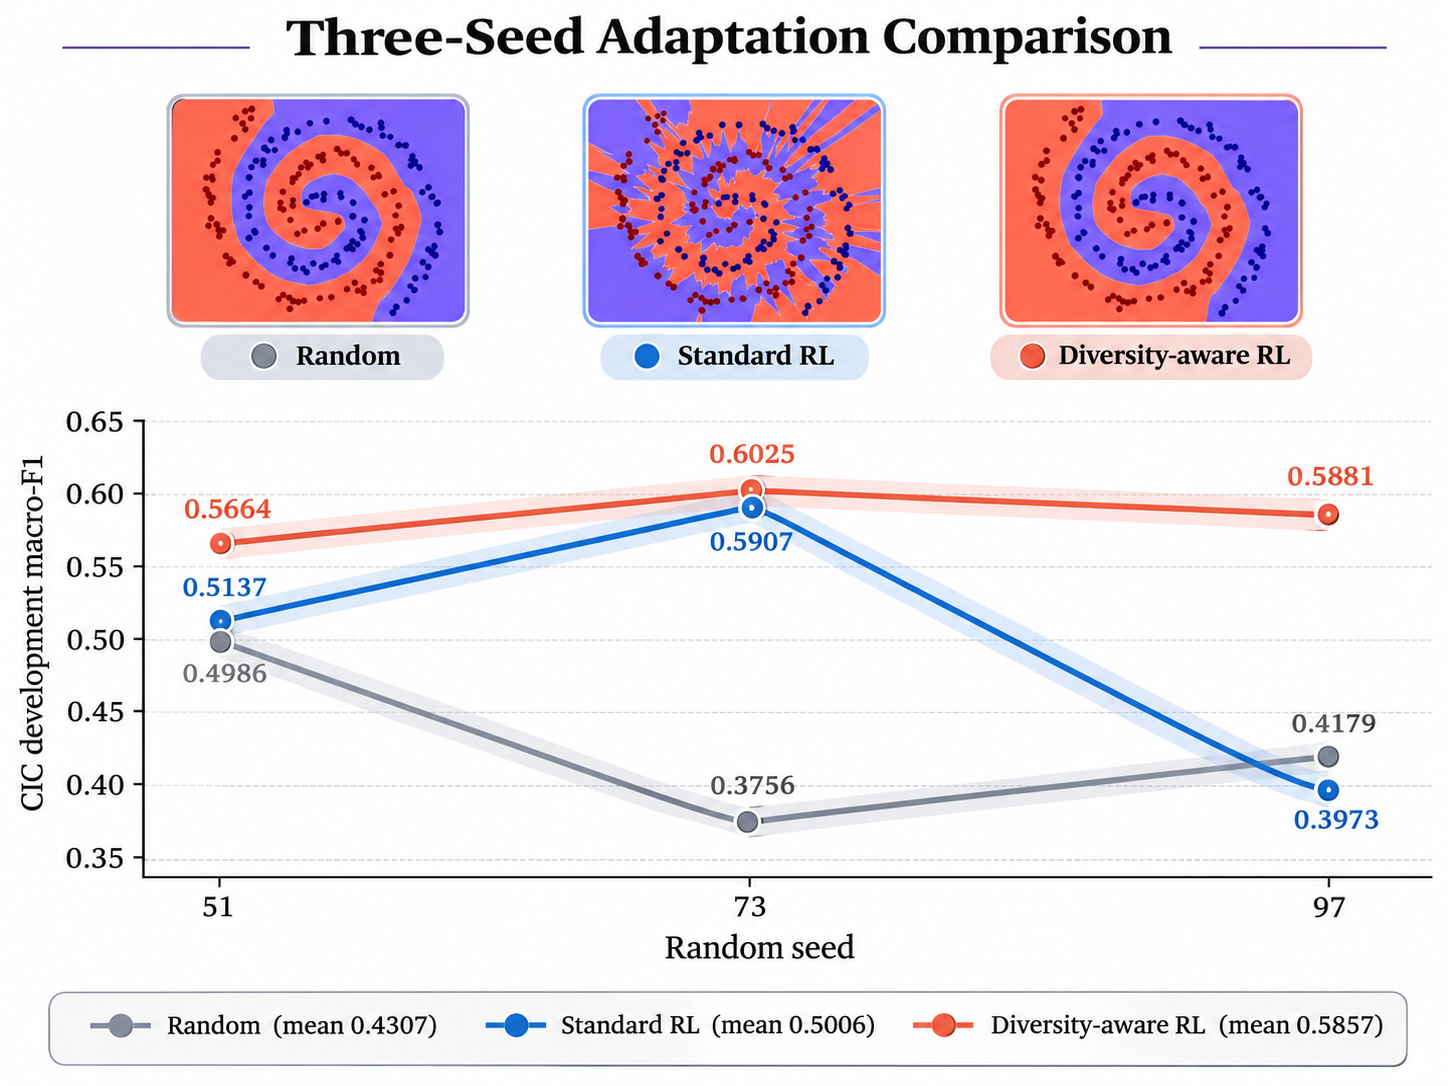 Three-Seed Adaptation Comparison
Random
Standard RL
Diversity-aware RL
CIC development macro-F1
0.65
0.60
0.55
0.50
0.45
0.40
0.35
0.5664
0.5137
0.4986
0.6025
0.5907
0.3756
0.5881
0.4179
0.3973
51
73
97
Random seed
Random (mean 0.4307)
Standard RL (mean 0.5006)
Diversity-aware RL (mean 0.5857)